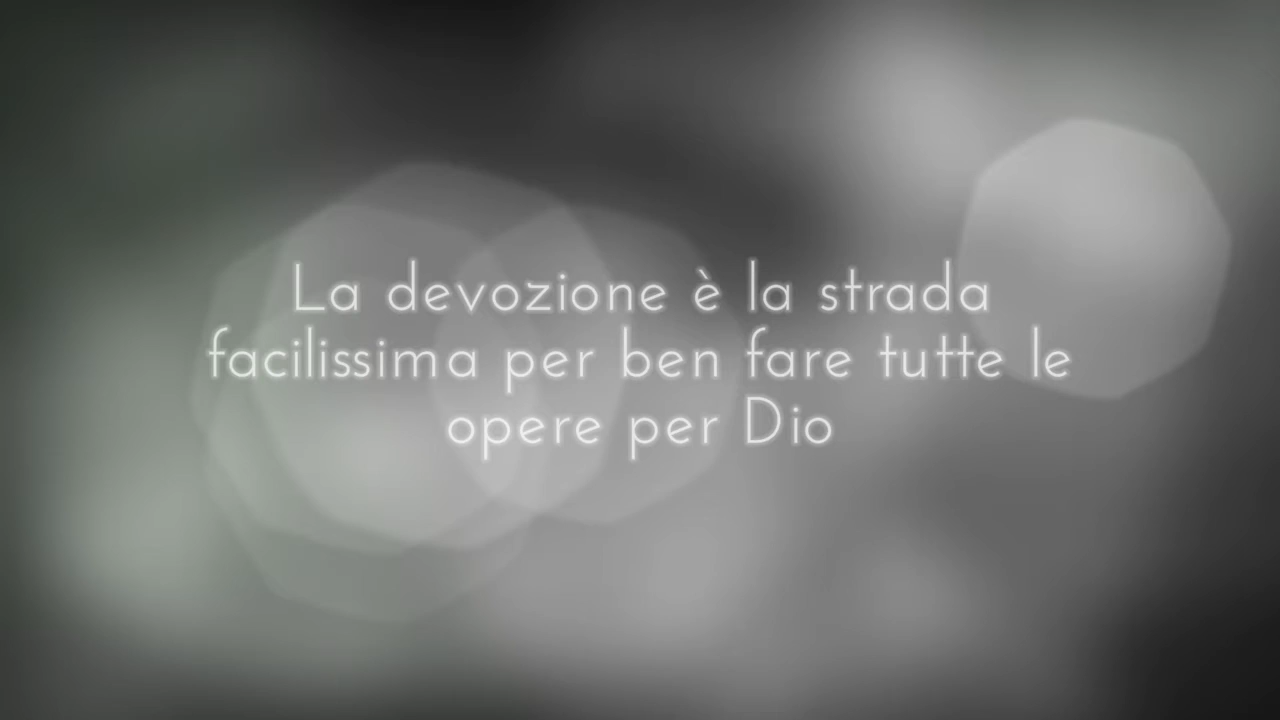 La devozione è la strada
facilissima per ben fare tutte le
opere per Dio